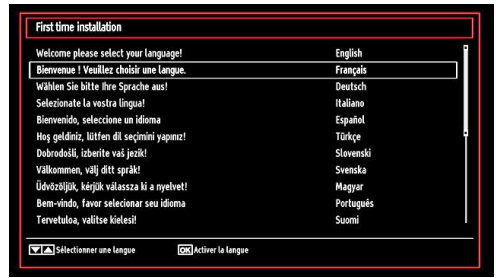 First time installation
Welcome please select your language! English
Bienvenue ! Veuillez choisir une langue. Français
Wählen Sie bitte Ihre Sprache aus! Deutsch
Selezionate la vostra lingua! Italiano
Bienvenido, seleccione un idioma Español
Hoş geldiniz, lütfen dil seçimini yapınız! Türkçe
Dobrodošli, izberite vaš jezik! Slovenski
Välkommen, välj ditt språk! Svenska
Üdvözöljük, kérjük válassza ki a nyelvet! Magyar
Bem-vindo, favor selecionar seu idioma Português
Tervetuloa, valitse kielesi! Suomi
Sélectionner une langue OK Activer la langue